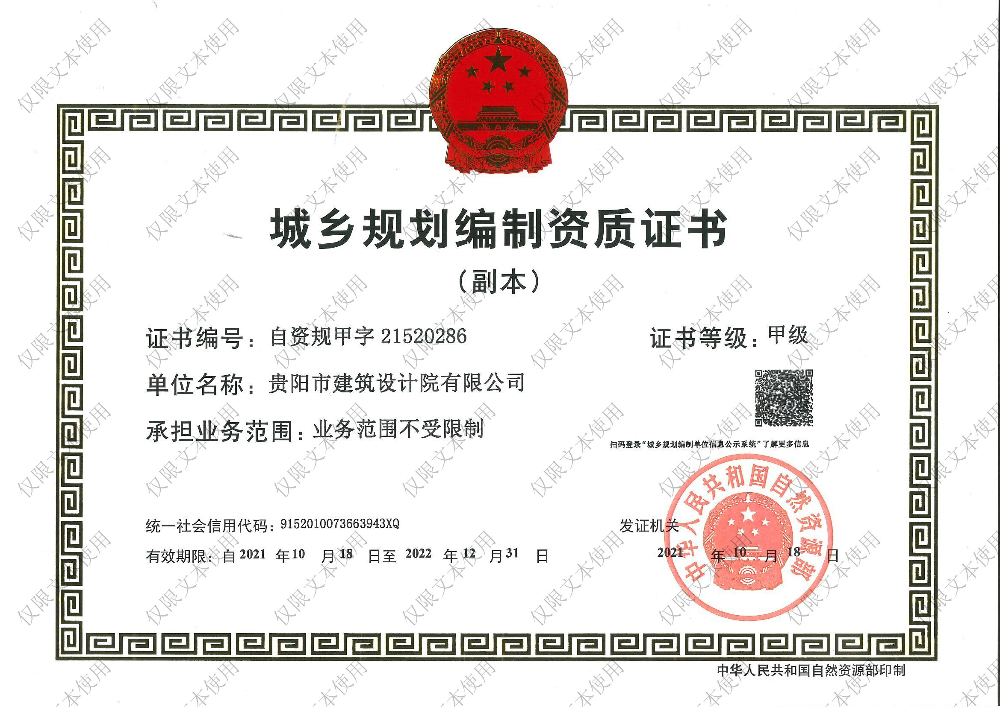 城乡规划编制资质证书
（副本）
证书编号：自资规甲字 21520286
证书等级：甲级
单位名称：贵阳市建筑设计院有限公司
承担业务范围：业务范围不受限制
扫码登录“城乡规划编制单位信息公示系统”了解更多信息
中华人民共和国自然资源部
统一社会信用代码：9152010073663943XQ
发证机关
有效期限：自2021 年10 月 18 日至 2022 年 12 月 31 日
2021 年 10 月 18 日
中华人民共和国自然资源部印制
仅限文本使用